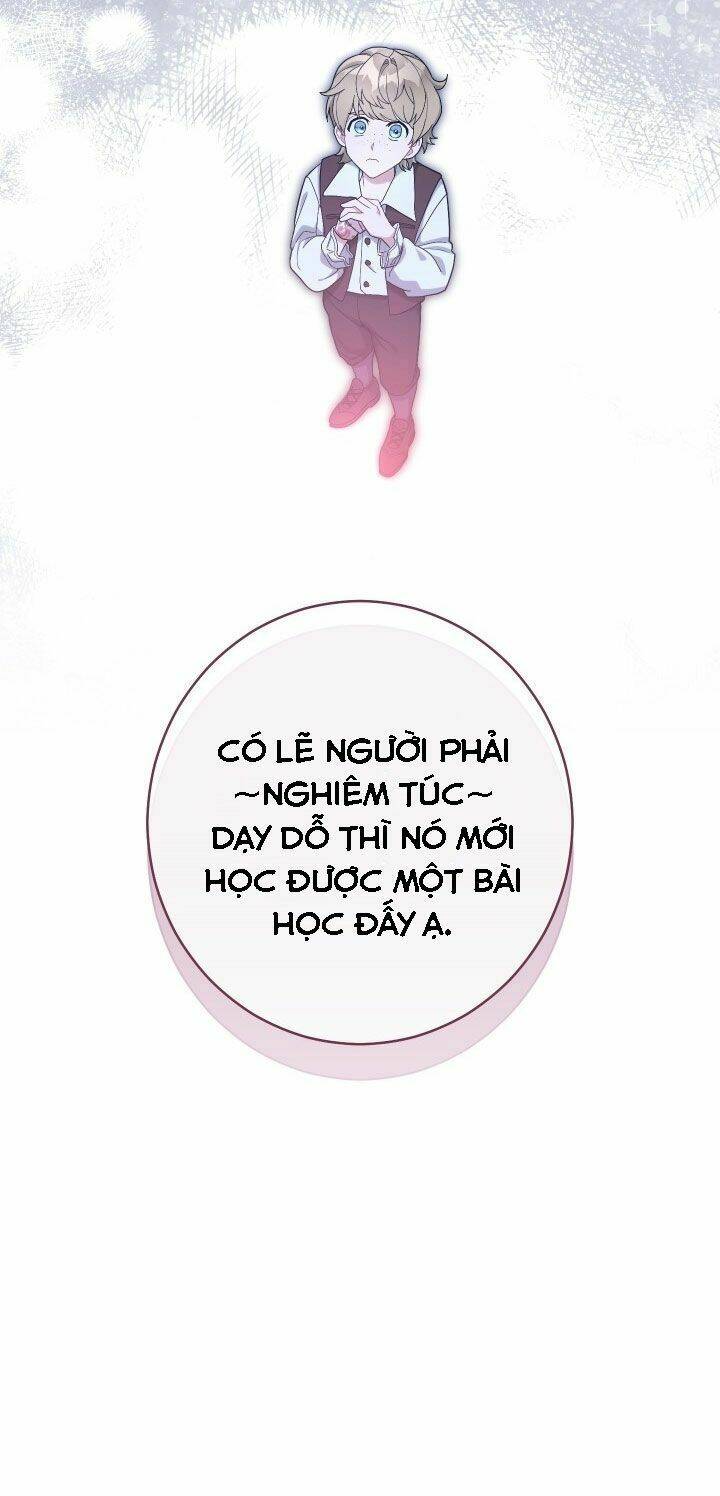 CÓ LẼ NGƯỜI PHẢI
~NGHIÊM TÚC~
DẠY DỖ THÌ NÓ MỚI
HỌC ĐƯỢC MỘT BÀI
HỌC ĐẤY Ạ.